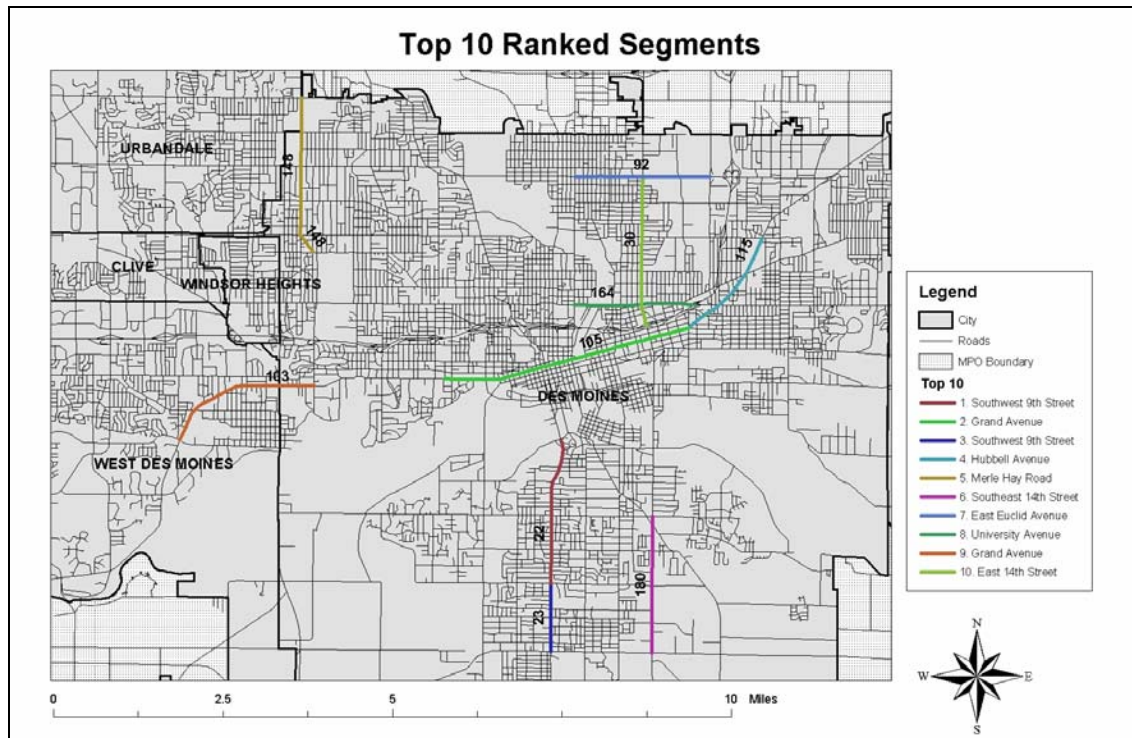 Top 10 Ranked Segments
92
URBANDALE
148
148
30
115
CLIVE
WINDSOR HEIGHTS
164
105
103
DES MOINES
WEST DES MOINES
22
180
23
Legend
City
Roads
MPO Boundary
Top 10
1. Southwest 9th Street
2. Grand Avenue
3. Southwest 9th Street
4. Hubbell Avenue
5. Merle Hay Road
6. Southeast 14th Street
7. East Euclid Avenue
8. University Avenue
9. Grand Avenue
10. East 14th Street
N
W E
S
0 2.5 5 10 Miles